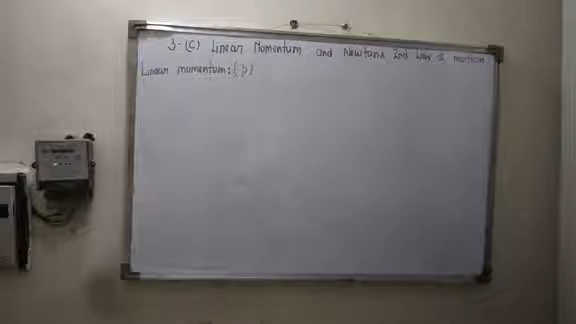 3-(C) Linear Momentum and Newtons 2nd Law of motion
Linear momentum:(p)